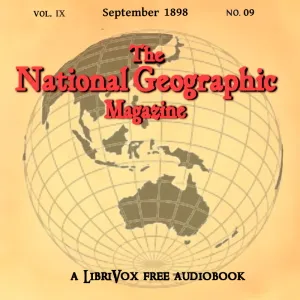 VOL. IX September 1898 NO. 09
The
National Geographic
Magazine
A LIBRIVOX FREE AUDIOBOOK